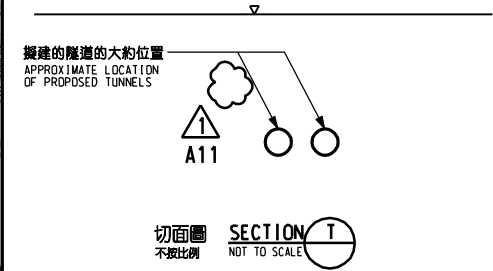 擬建的隧道的大約位置
APPROXIMATE LOCATION
OF PROPOSED TUNNELS
1
A11
切面圖 SECTION T
不按比例 NOT TO SCALE